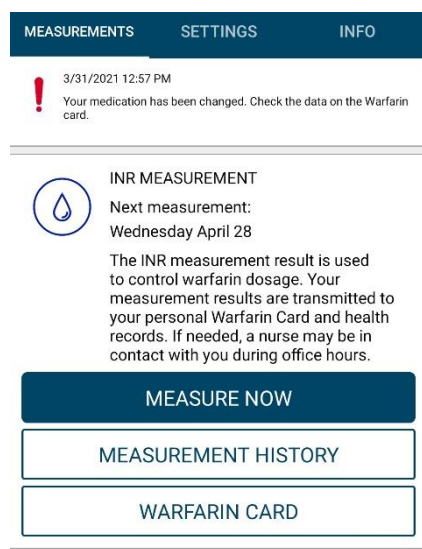 MEASUREMENTS SETTINGS INFO
3/31/2021 12:57 PM
Your medication has been changed. Check the data on the Warfarin
card.
INR MEASUREMENT
Next measurement:
Wednesday April 28
The INR measurement result is used
to control warfarin dosage. Your
measurement results are transmitted to
your personal Warfarin Card and health
records. If needed, a nurse may be in
contact with you during office hours.
MEASURE NOW
MEASUREMENT HISTORY
WARFARIN CARD